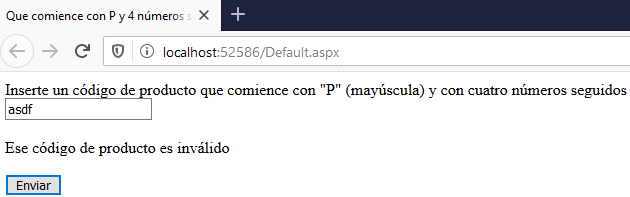 Que comience con P y 4 números s
localhost:52586/Default.aspx
Inserte un código de producto que comience con "P" (mayúscula) y con cuatro números seguidos
asdf
Ese código de producto es inválido
Enviar